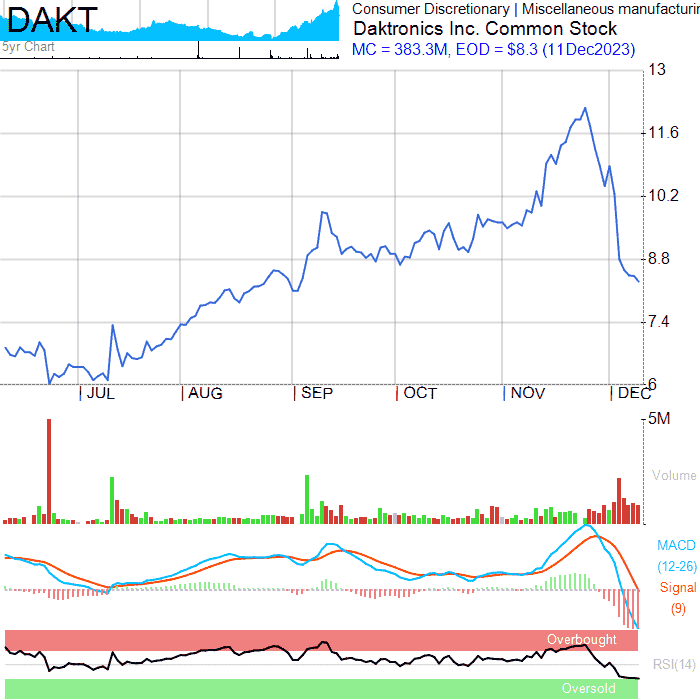 DAKT
5yr Chart
Consumer Discretionary | Miscellaneous manufacturin
Daktronics Inc. Common Stock
MC = 383.3M, EOD = $8.3 (11Dec2023)
13
11.6
10.2
8.8
7.4
6
JUL AUG SEP OCT NOV DEC
5M
Volume
MACD
(12-26)
Signal
(9)
Overbought
RSI(14)
Oversold